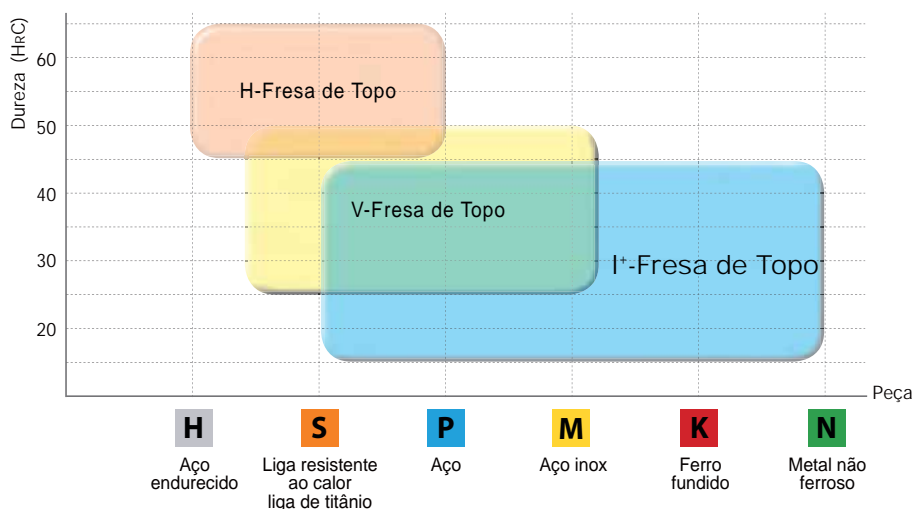 Dureza (HRC)
60
50
40
30
20
H-Fresa de Topo
V-Fresa de Topo
I⁺-Fresa de Topo
Peça
H
S
P
M
K
N
Aço
endurecido
Liga resistente
ao calor
liga de titânio
Aço
Aço inox
Ferro
fundido
Metal não
ferroso